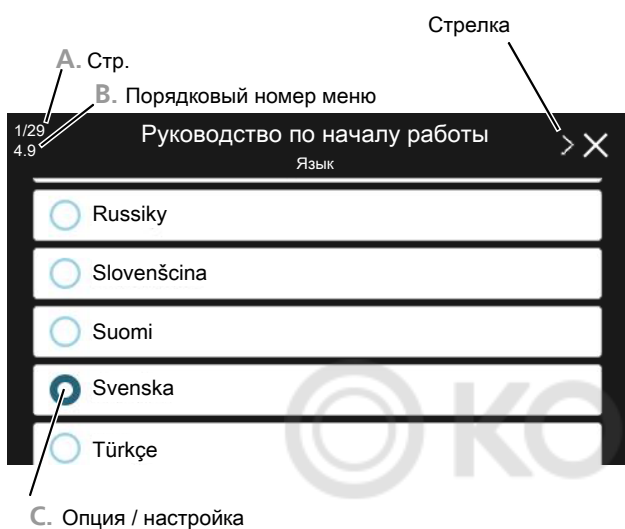 Стрелка
A. Стр.
B. Порядковый номер меню
1/29
Руководство по началу работы
4.9
Язык
Russiky
Slovenšcina
Suomi
Svenska
Türkçe
KO
C. Опция / настройка